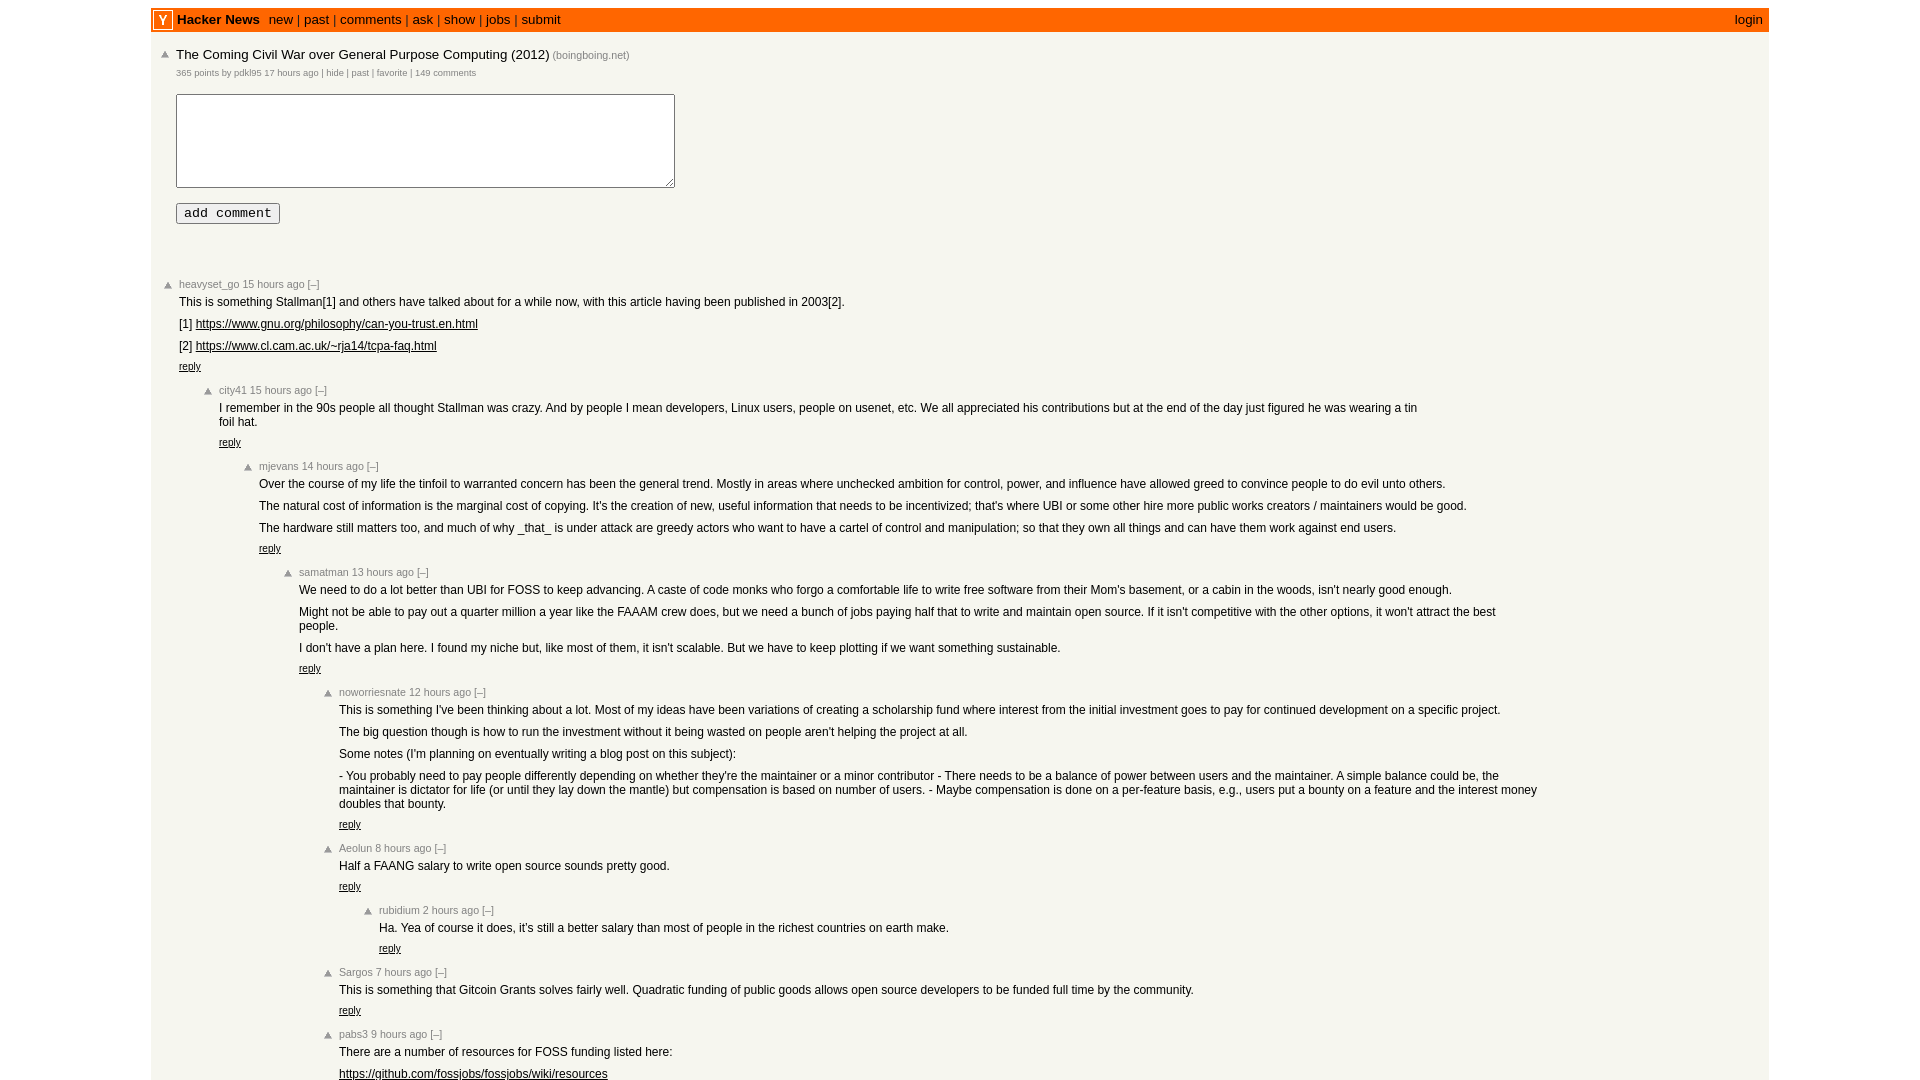 Y Hacker News new | past | comments | ask | show | jobs | submit login
The Coming Civil War over General Purpose Computing (2012) (boingboing.net)
365 points by pdkl95 17 hours ago | hide | past | favorite | 149 comments
add comment
heavyset_go 15 hours ago [–]
This is something Stallman[1] and others have talked about for a while now, with this article having been published in 2003[2].
[1] https://www.gnu.org/philosophy/can-you-trust.en.html
[2] https://www.cl.cam.ac.uk/~rja14/tcpa-faq.html
reply
city41 15 hours ago [–]
I remember in the 90s people all thought Stallman was crazy. And by people I mean developers, Linux users, people on usenet, etc. We all appreciated his contributions but at the end of the day just figured he was wearing a tin
foil hat.
reply
mjevans 14 hours ago [–]
Over the course of my life the tinfoil to warranted concern has been the general trend. Mostly in areas where unchecked ambition for control, power, and influence have allowed greed to convince people to do evil unto others.
The natural cost of information is the marginal cost of copying. It's the creation of new, useful information that needs to be incentivized; that's where UBI or some other hire more public works creators / maintainers would be good.
The hardware still matters too, and much of why _that_ is under attack are greedy actors who want to have a cartel of control and manipulation; so that they own all things and can have them work against end users.
reply
samatman 13 hours ago [–]
We need to do a lot better than UBI for FOSS to keep advancing. A caste of code monks who forgo a comfortable life to write free software from their Mom's basement, or a cabin in the woods, isn't nearly good enough.
Might not be able to pay out a quarter million a year like the FAAAM crew does, but we need a bunch of jobs paying half that to write and maintain open source. If it isn't competitive with the other options, it won't attract the best
people.
I don't have a plan here. I found my niche but, like most of them, it isn't scalable. But we have to keep plotting if we want something sustainable.
reply
noworriesnate 12 hours ago [–]
This is something I've been thinking about a lot. Most of my ideas have been variations of creating a scholarship fund where interest from the initial investment goes to pay for continued development on a specific project.
The big question though is how to run the investment without it being wasted on people aren't helping the project at all.
Some notes (I'm planning on eventually writing a blog post on this subject):
- You probably need to pay people differently depending on whether they're the maintainer or a minor contributor - There needs to be a balance of power between users and the maintainer. A simple balance could be, the
maintainer is dictator for life (or until they lay down the mantle) but compensation is based on number of users. - Maybe compensation is done on a per-feature basis, e.g., users put a bounty on a feature and the interest money
doubles that bounty.
reply
Aeolun 8 hours ago [–]
Half a FAANG salary to write open source sounds pretty good.
reply
rubidium 2 hours ago [–]
Ha. Yea of course it does, it's still a better salary than most of people in the richest countries on earth make.
reply
Sargos 7 hours ago [–]
This is something that Gitcoin Grants solves fairly well. Quadratic funding of public goods allows open source developers to be funded full time by the community.
reply
pabs3 9 hours ago [–]
There are a number of resources for FOSS funding listed here:
https://github.com/fossjobs/fossjobs/wiki/resources